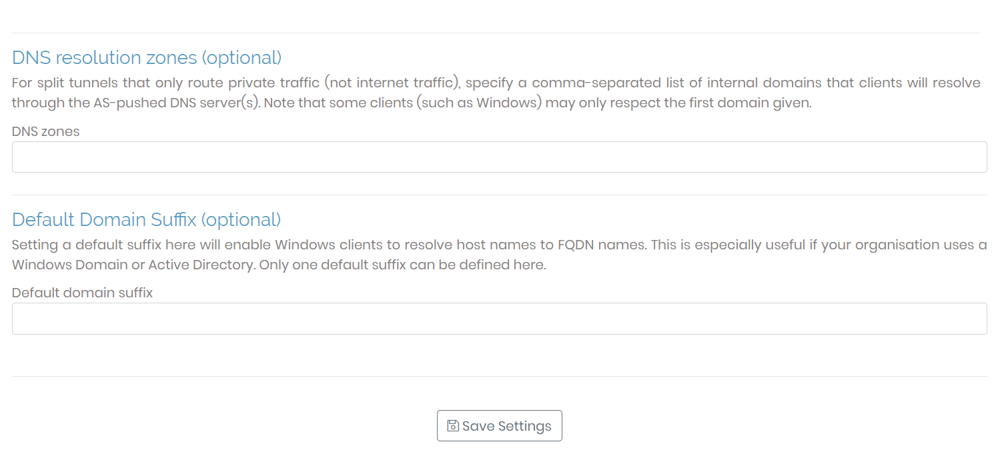 DNS resolution zones (optional)
For split tunnels that only route private traffic (not internet traffic), specify a comma-separated list of internal domains that clients will resolve
through the AS-pushed DNS server(s). Note that some clients (such as Windows) may only respect the first domain given.
DNS zones
Default Domain Suffix (optional)
Setting a default suffix here will enable Windows clients to resolve host names to FQDN names. This is especially useful if your organisation uses a
Windows Domain or Active Directory. Only one default suffix can be defined here.
Default domain suffix
Save Settings